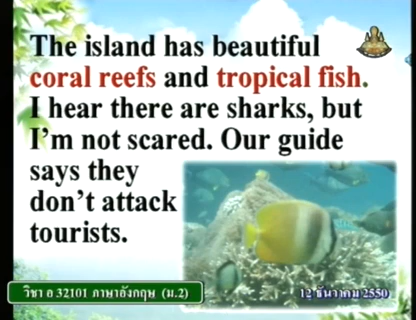 The island has beautiful
coral reefs and tropical fish.
I hear there are sharks, but
I'm not scared. Our guide
says they
don't attack
tourists.
วิชา อ 32101 ภาษาอังกฤษ (ม.2)
12 ธันวาคม 2550